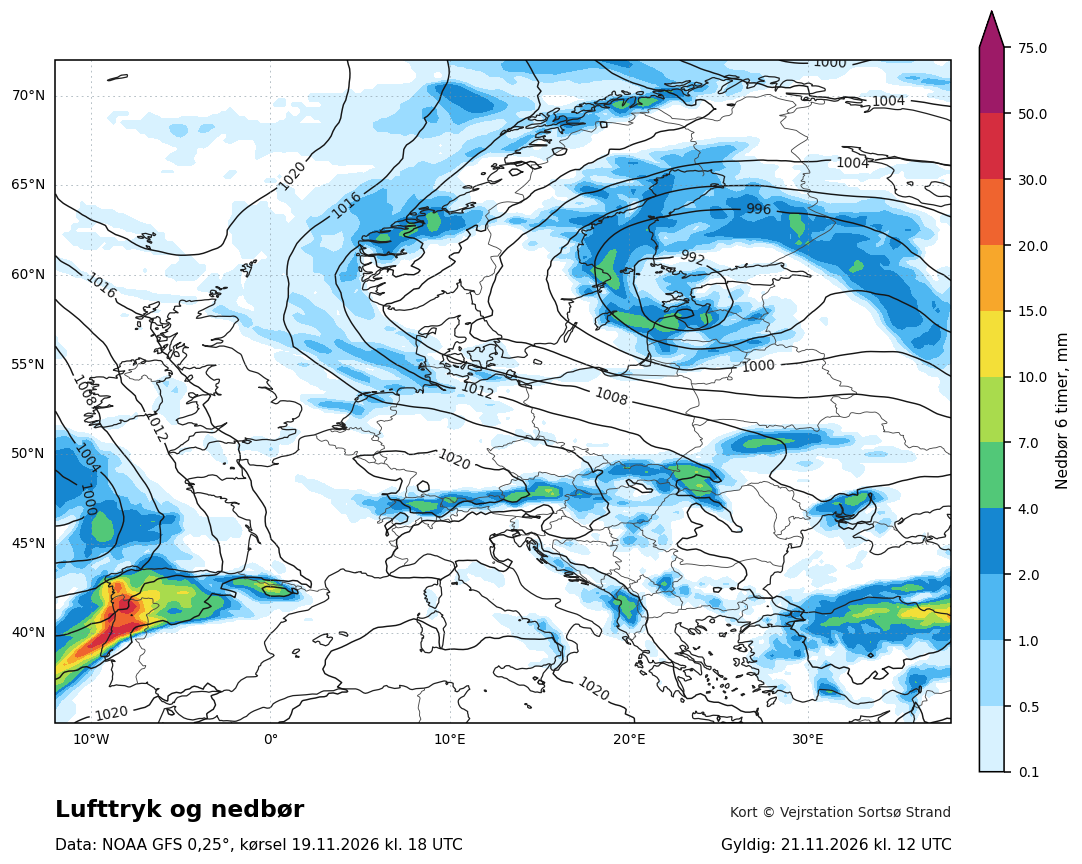 1000
75.0
70°N
1004
50.0
1020
1004
65°N
1016
30.0
996
992
20.0
60°N
1016
15.0
55°N
1000
1008
1012
1008
10.0
1012
Nedbør 6 timer, mm
50°N
1004
1020
7.0
1000
4.0
45°N
2.0
40°N
1.0
1020
1020
0.5
10°W
0°
10°E
20°E
30°E
0.1
Lufttryk og nedbør
Kort © Vejrstation Sortsø Strand
Data: NOAA GFS 0,25°, kørsel 19.11.2026 kl. 18 UTC
Gyldig: 21.11.2026 kl. 12 UTC